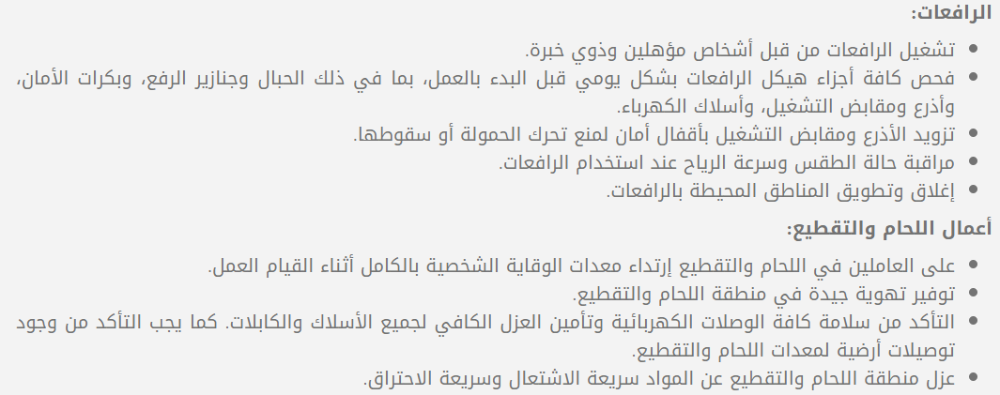 الرافعات:
• تشغيل الرافعات من قبل أشخاص مؤهلين وذوي خبرة.
• فحص كافة أجزاء هيكل الرافعات بشكل يومي قبل البدء بالعمل، بما في ذلك الحبال وجنازير الرفع، وبكرات الأمان،
وأذرع ومقابض التشغيل، وأسلاك الكهرباء.
• تزويد الأذرع ومقابض التشغيل بأقفال أمان لمنع تحرك الحمولة أو سقوطها.
• مراقبة حالة الطقس وسرعة الرياح عند استخدام الرافعات.
• إغلاق وتطويق المناطق المحيطة بالرافعات.
أعمال اللحام والتقطيع:
• على العاملين في اللحام والتقطيع إرتداء معدات الوقاية الشخصية بالكامل أثناء القيام العمل.
• توفير تهوية جيدة في منطقة اللحام والتقطيع.
• التأكد من سلامة كافة الوصلات الكهربائية وتأمين العزل الكافي لجميع الأسلاك والكابلات. كما يجب التأكد من وجود
توصيلات أرضية لمعدات اللحام والتقطيع.
• عزل منطقة اللحام والتقطيع عن المواد سريعة الاشتعال وسريعة الاحتراق.